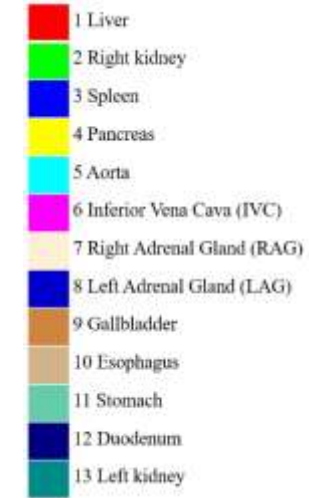 1 Liver
2 Right kidney
3 Spleen
4 Pancreas
5 Aorta
6 Inferior Vena Cava (IVC)
7 Right Adrenal Gland (RAG)
8 Left Adrenal Gland (LAG)
9 Gallbladder
10 Esophagus
11 Stomach
12 Duodenum
13 Left kidney